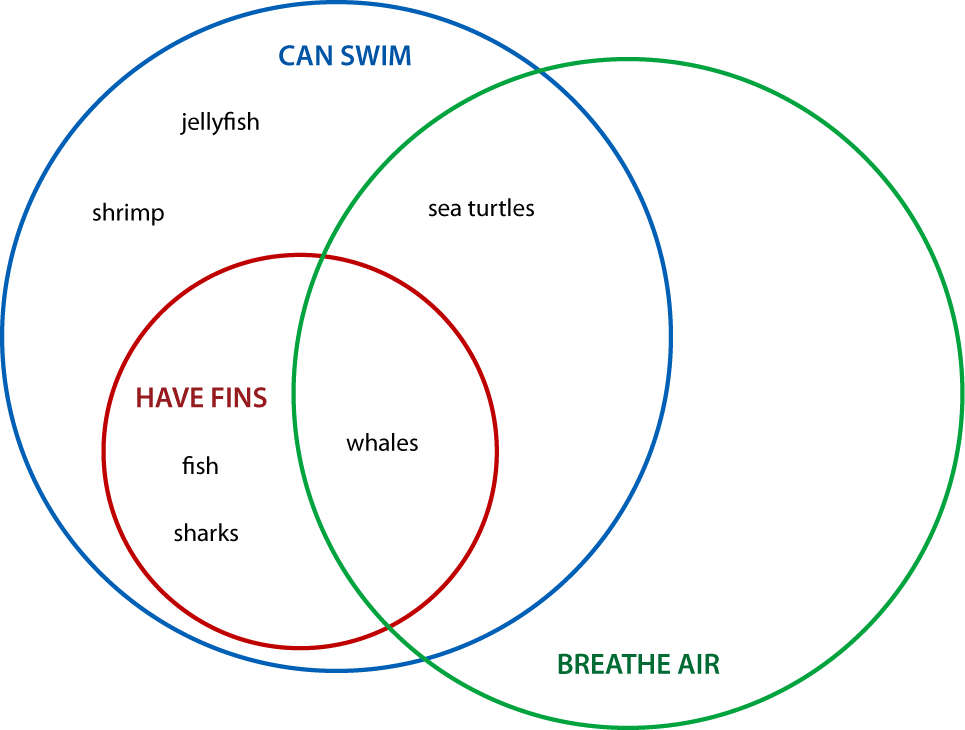 CAN SWIM
jellyfish
shrimp
sea turtles
HAVE FINS
whales
fish
sharks
BREATHE AIR